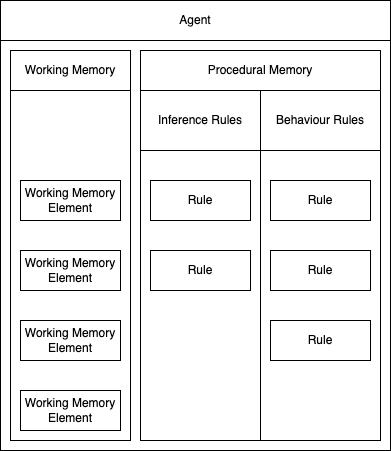 Agent
Working Memory
Procedural Memory
Inference Rules
Behaviour Rules
Working Memory
Element
Rule
Rule
Working Memory
Element
Rule
Rule
Working Memory
Element
Rule
Working Memory
Element